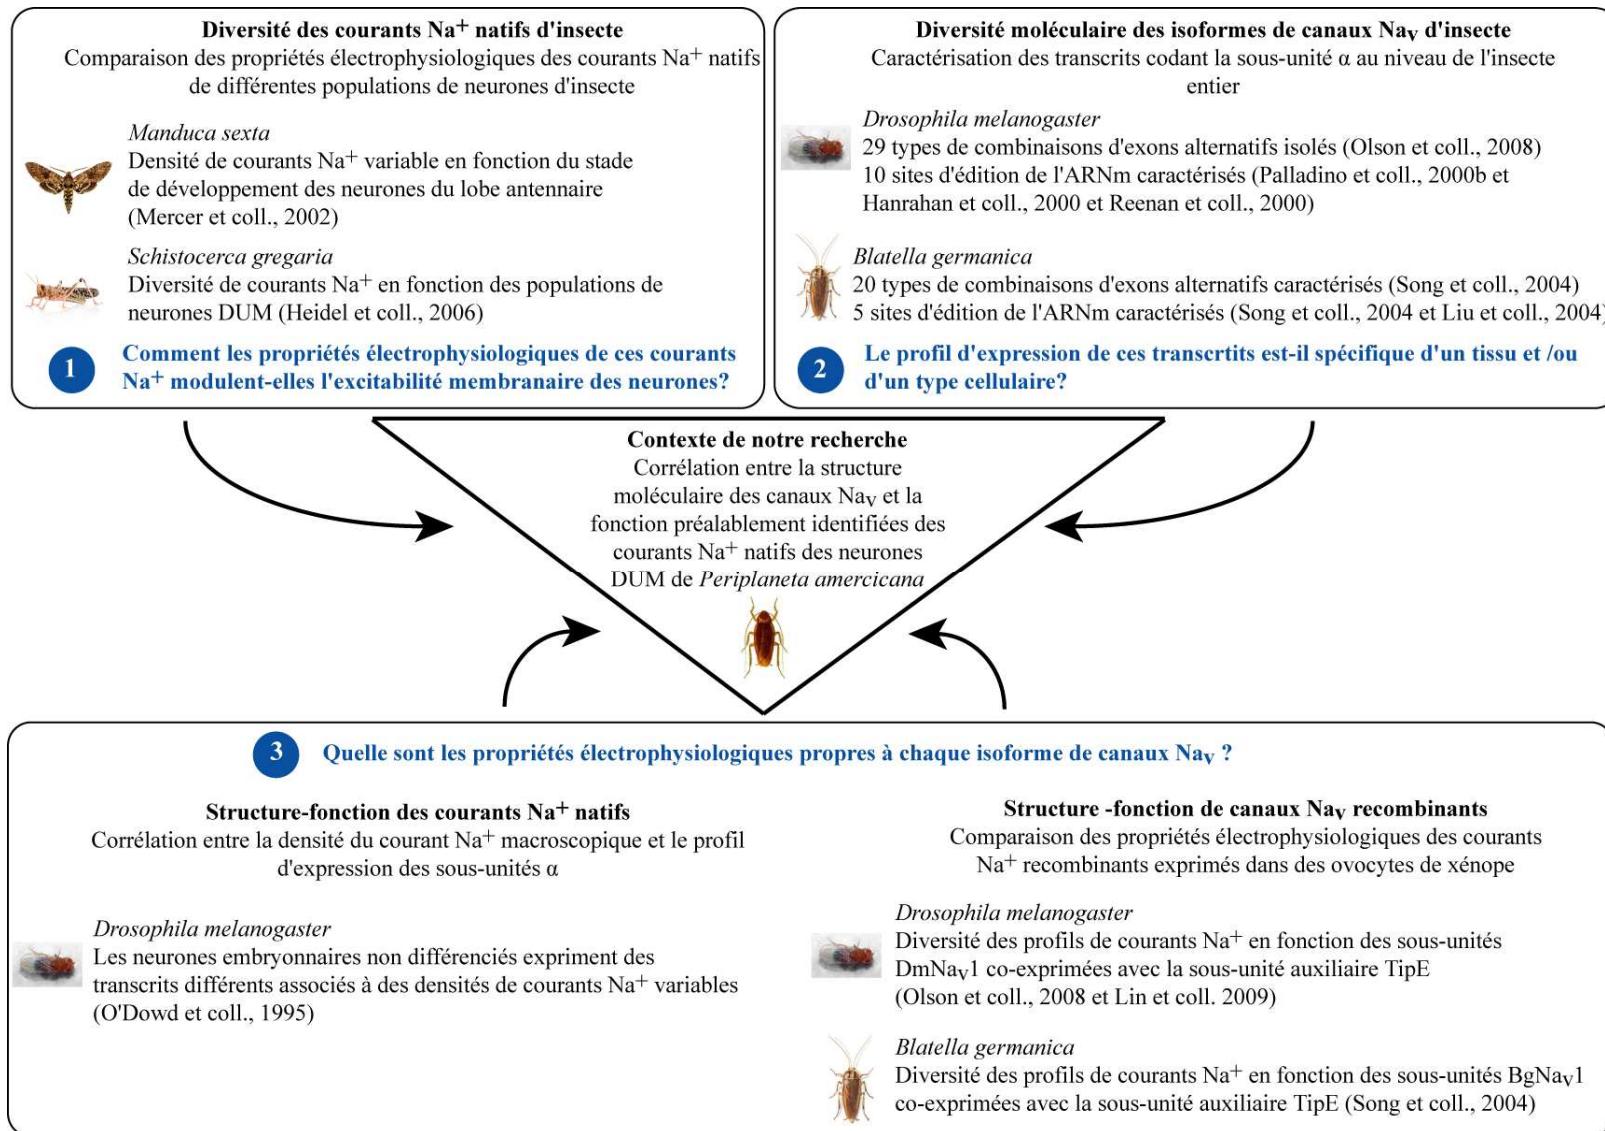 Diversité des courants Na+ natifs d'insecte
Comparaison des propriétés électrophysiologiques des courants Na+ natifs
de différentes populations de neurones d'insecte
Manduca sexta
Densité de courants Na+ variable en fonction du stade
de développement des neurones du lobe antennaire
(Mercer et coll., 2002)
Schistocerca gregaria
Diversité de courants Na+ en fonction des populations de
neurones DUM (Heidel et coll., 2006)
1
Comment les propriétés électrophysiologiques de ces courants
Na+ modulent-elles l'excitabilité membranaire des neurones?
Diversité moléculaire des isoformes de canaux Nav d'insecte
Caractérisation des transcrits codant la sous-unité α au niveau de l'insecte
entier
Drosophila melanogaster
29 types de combinaisons d'exons alternatifs isolés (Olson et coll., 2008)
10 sites d'édition de l'ARNm caractérisés (Palladino et coll., 2000b et
Hanrahan et coll., 2000 et Reenan et coll., 2000)
Blatella germanica
20 types de combinaisons d'exons alternatifs caractérisés (Song et coll., 2004)
5 sites d'édition de l'ARNm caractérisés (Song et coll., 2004 et Liu et coll., 2004)
2
Le profil d'expression de ces transcrtits est-il spécifique d'un tissu et /ou
d'un type cellulaire?
Contexte de notre recherche
Corrélation entre la structure
moléculaire des canaux Nav et la
fonction préalablement identifiées des
courants Na+ natifs des neurones
DUM de Periplaneta amercicana
3
Quelle sont les propriétés électrophysiologiques propres à chaque isoforme de canaux Nav ?
Structure-fonction des courants Na+ natifs
Corrélation entre la densité du courant Na+ macroscopique et le profil
d'expression des sous-unités α
Drosophila melanogaster
Les neurones embryonnaires non différenciés expriment des
transcrits différents associés à des densités de courants Na+ variables
(O'Dowd et coll., 1995)
Structure -fonction de canaux Nav recombinants
Comparaison des propriétés électrophysiologiques des courants
Na+ recombinants exprimés dans des ovocytes de xénope
Drosophila melanogaster
Diversité des profils de courants Na+ en fonction des sous-unités
DmNav1 co-exprimées avec la sous-unité auxiliaire TipE
(Olson et coll., 2008 et Lin et coll. 2009)
Blatella germanica
Diversité des profils de courants Na+ en fonction des sous-unités BgNav1
co-exprimées avec la sous-unité auxiliaire TipE (Song et coll., 2004)